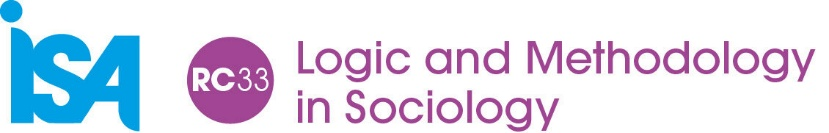 iSA
RC33
Logic and Methodology
in Sociology